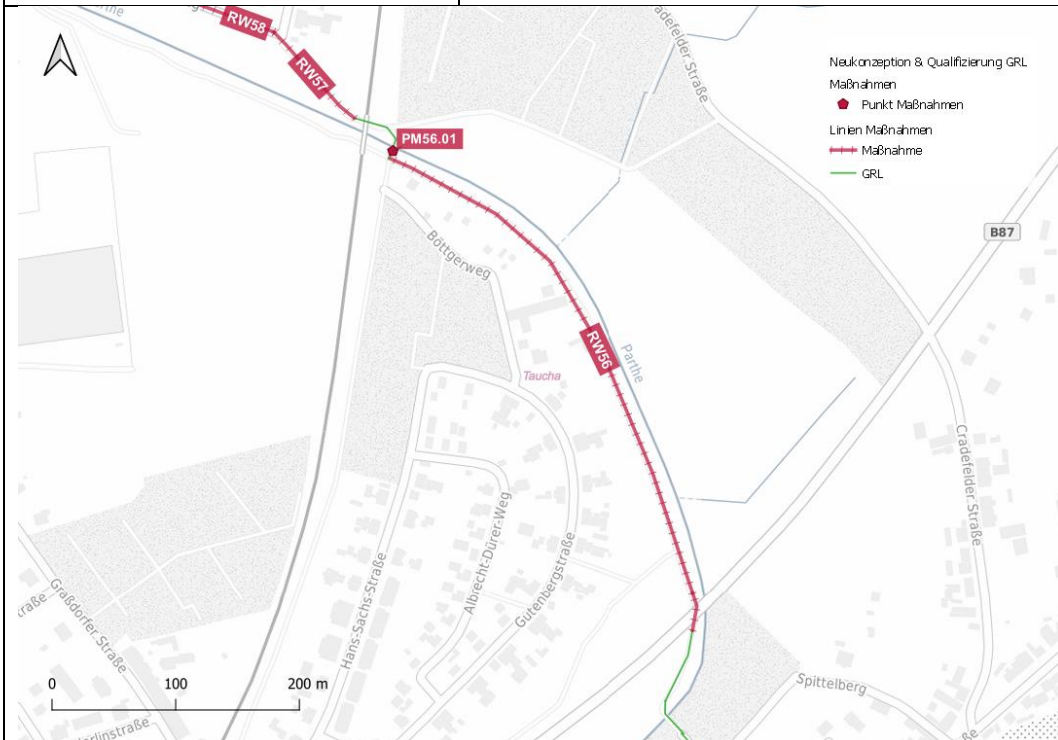 RW58
RW57
Cradefelder Straße
Neukonzeption & Qualifizierung GRL
Maßnahmen
Punkt Maßnahmen
Linien Maßnahmen
Maßnahme
GRL
PM56.01
B87
Böttgerweg
RW56
Parthe
Taucha
Cradefelder Straße
Albrecht-Dürer-Weg
Gutenbergstraße
Hans-Sachs-Straße
Graßdorfer Straße
Spittelberg
0 100 200 m